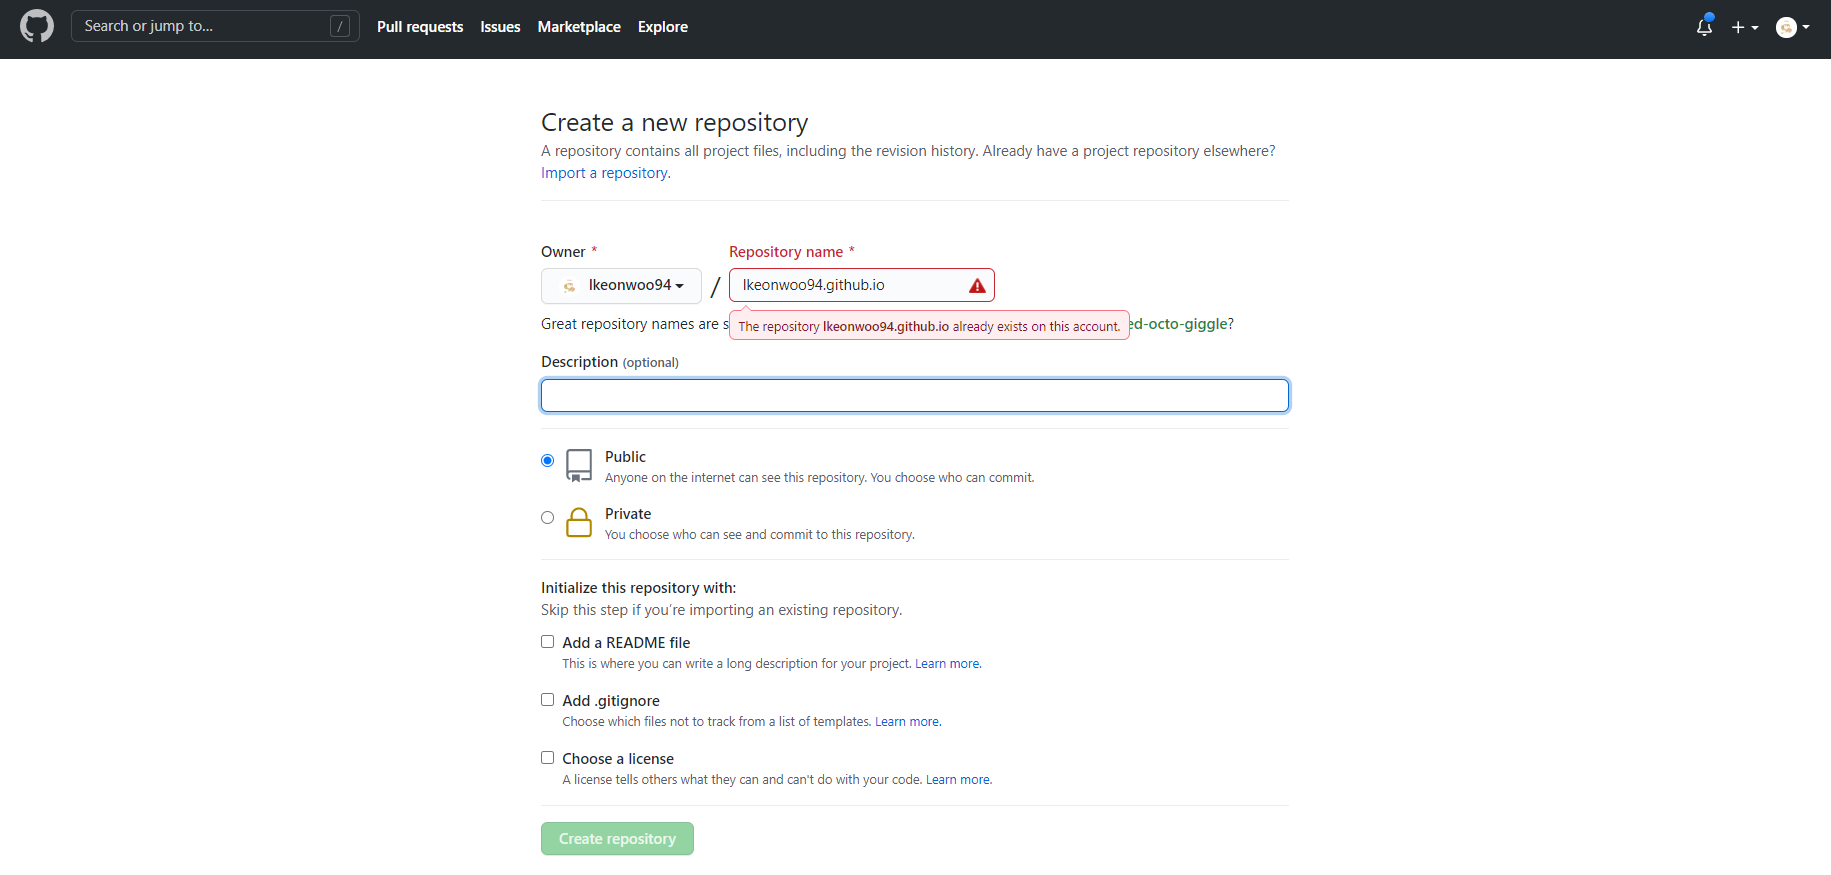 Search or jump to...
/
Pull requests
Issues
Marketplace
Explore
Create a new repository
A repository contains all project files, including the revision history. Already have a project repository elsewhere?
Import a repository.
Owner *
Repository name *
lkeonwoo94
/
lkeonwoo94.github.io
Great repository names are s
The repository lkeonwoo94.github.io already exists on this account.
ed-octo-giggle?
Description (optional)
Public
Anyone on the internet can see this repository. You choose who can commit.
Private
You choose who can see and commit to this repository.
Initialize this repository with:
Skip this step if you're importing an existing repository.
Add a README file
This is where you can write a long description for your project. Learn more.
Add .gitignore
Choose which files not to track from a list of templates. Learn more.
Choose a license
A license tells others what they can and can't do with your code. Learn more.
Create repository